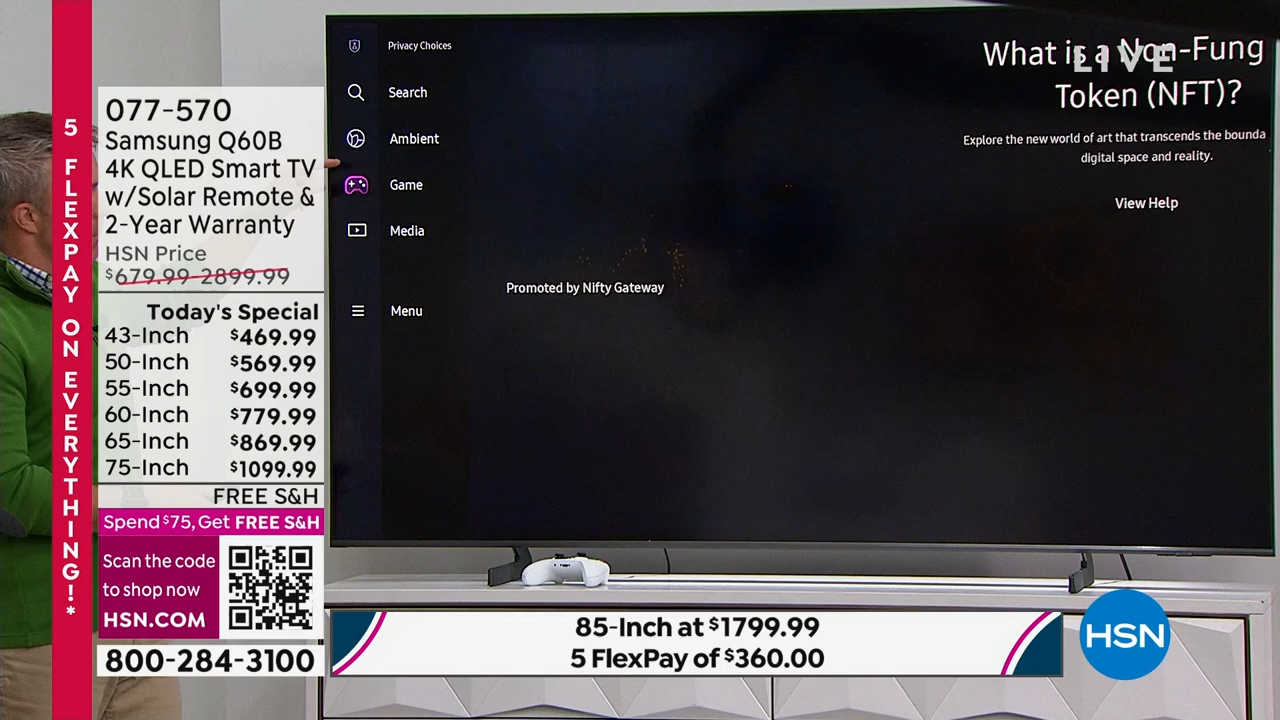 5 FLEXPAY ON EVERYTHING!*
077-570
Samsung Q60B
4K QLED Smart TV
w/Solar Remote &
2-Year Warranty
HSN Price
$679.99-2899.99
Today's Special
43-Inch $469.99
50-Inch $569.99
55-Inch $699.99
60-Inch $779.99
65-Inch $869.99
75-Inch $1099.99
FREE S&H
Spend $75, Get FREE S&H
Scan the code
to shop now
HSN.COM
800-284-3100
Privacy Choices
Search
Ambient
Game
Media
Menu
Promoted by Nifty Gateway
What is a Non-Fung
Token (NFT)?
LIVE
Explore the new world of art that transcends the bounda
digital space and reality.
View Help
85-Inch at $1799.99
5 FlexPay of $360.00
HSN